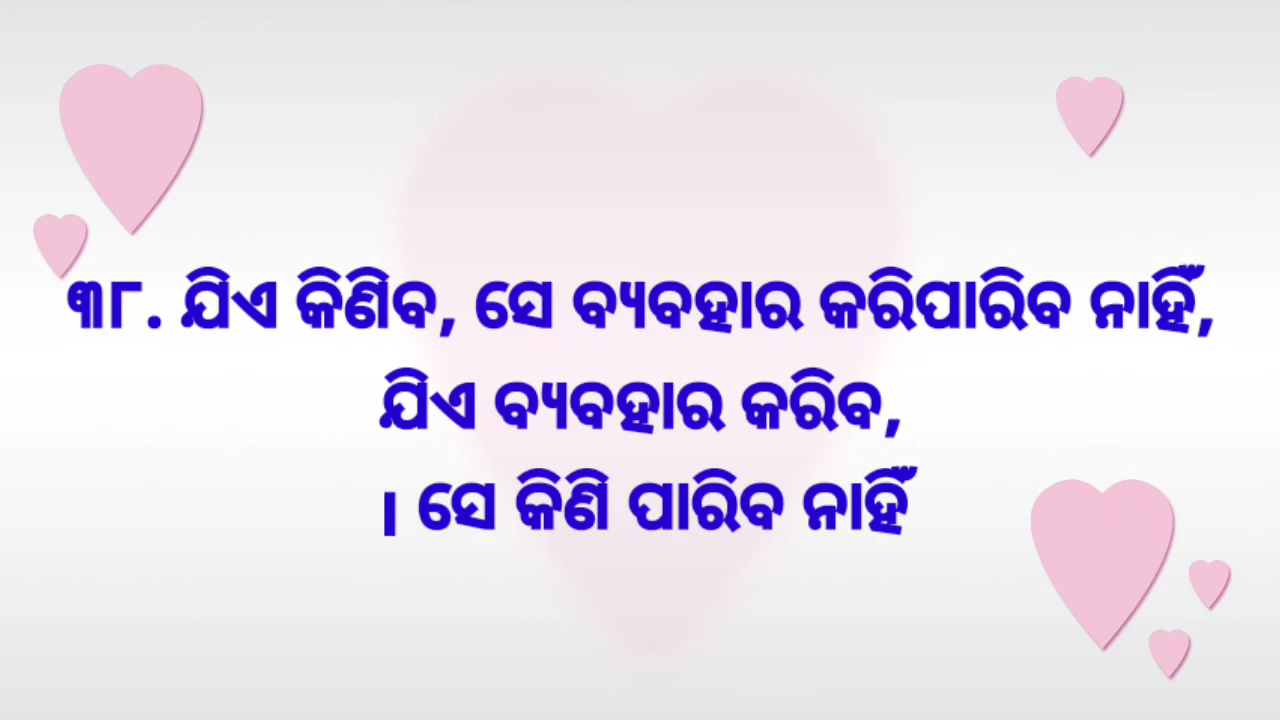 ୩୮. ଯିଏ କିଣିବ, ସେ ବ୍ୟବହାର କରିପାରିବ ନାହିଁ,
ଯିଏ ବ୍ୟବହାର କରିବ,
। ସେ କିଣି ପାରିବ ନାହିଁ